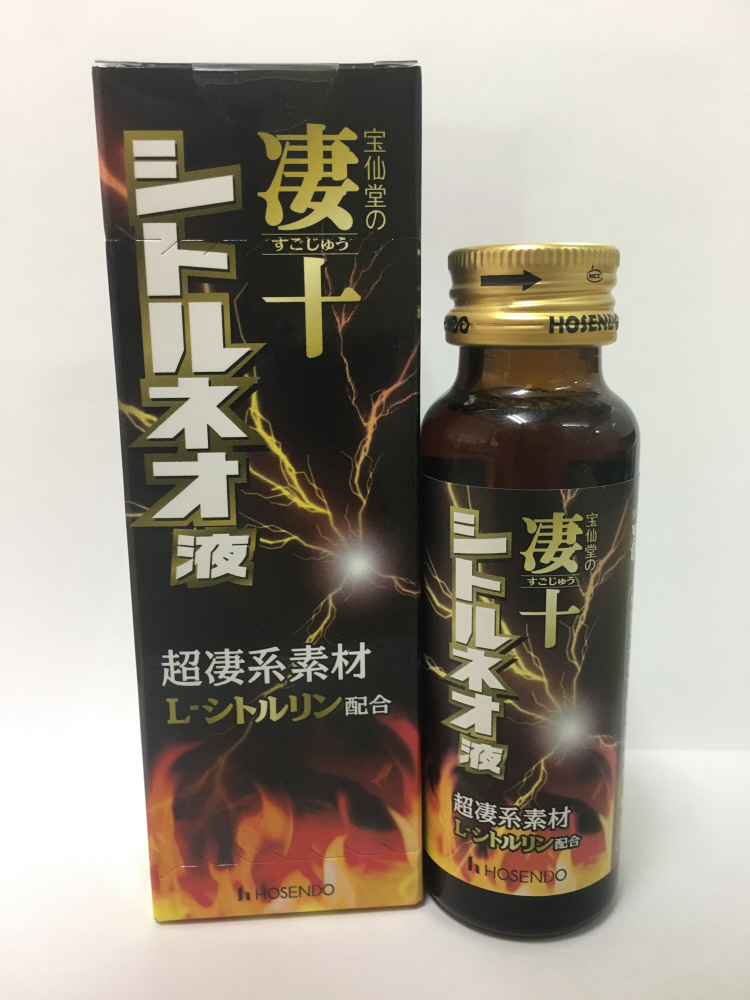 宝仙堂の
凄十
すごじゅう
シトルネオ液
超凄系素材
L-シトルリン配合
HOSENDO
NCC
HOSENDO
宝仙堂の
凄十
すごじゅう
シトルネオ液
超凄系素材
L-シトルリン配合
HOSENDO